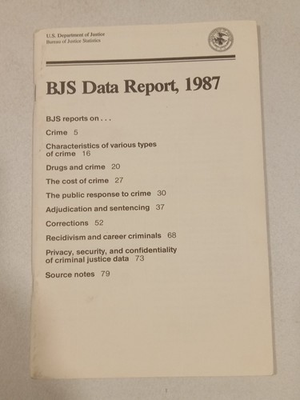 U.S. Department of Justice
Bureau of Justice Statistics
BJS Data Report, 1987
BJS reports on . . .
Crime 5
Characteristics of various types
of crime 16
Drugs and crime 20
The cost of crime 27
The public response to crime 30
Adjudication and sentencing 37
Corrections 52
Recidivism and career criminals 68
Privacy, security, and confidentiality
of criminal justice data 73
Source notes 79